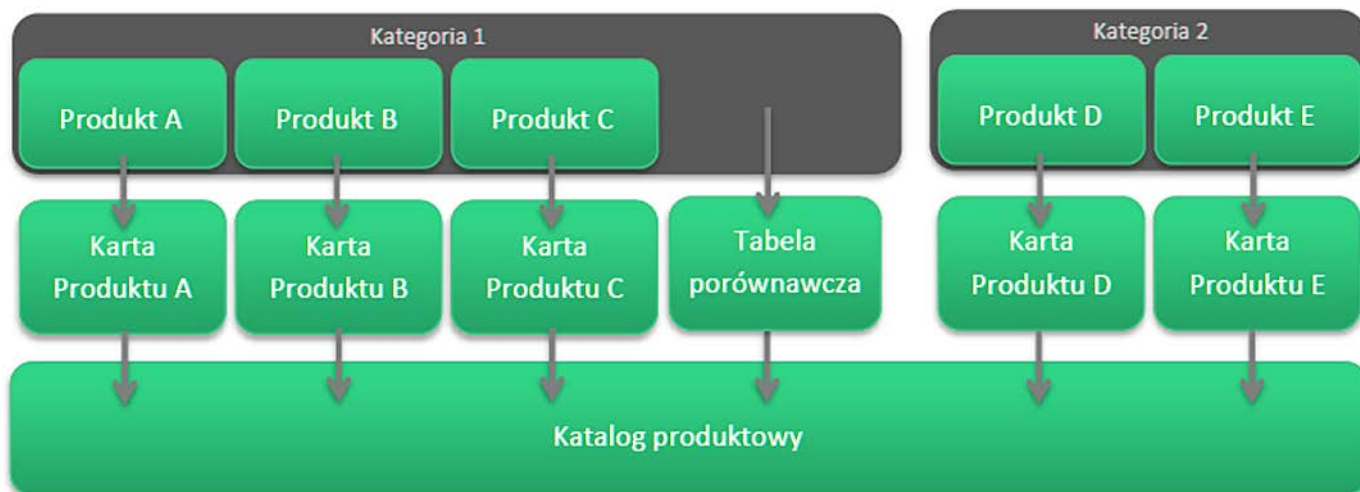 Kategoria 1
Kategoria 2
Produkt A
Produkt B
Produkt C
Produkt D
Produkt E
Karta
Produktu A
Karta
Produktu B
Karta
Produktu C
Tabela
porównawcza
Karta
Produktu D
Karta
Produktu E
Katalog produktowy